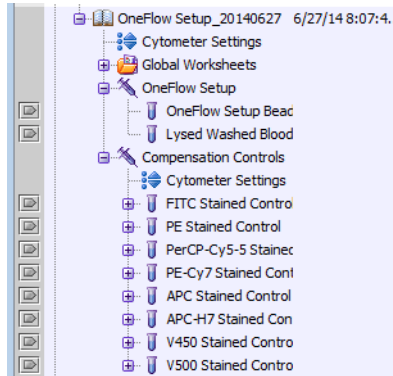 OneFlow Setup_20140627 6/27/14 8:07:4.
Cytometer Settings
Global Worksheets
OneFlow Setup
OneFlow Setup Bead
Lysed Washed Blood
Compensation Controls
Cytometer Settings
FITC Stained Contro
PE Stained Control
PerCP-Cy5-5 Stained
PE-Cy7 Stained Cont
APC Stained Control
APC-H7 Stained Con
V450 Stained Contro
V500 Stained Contro